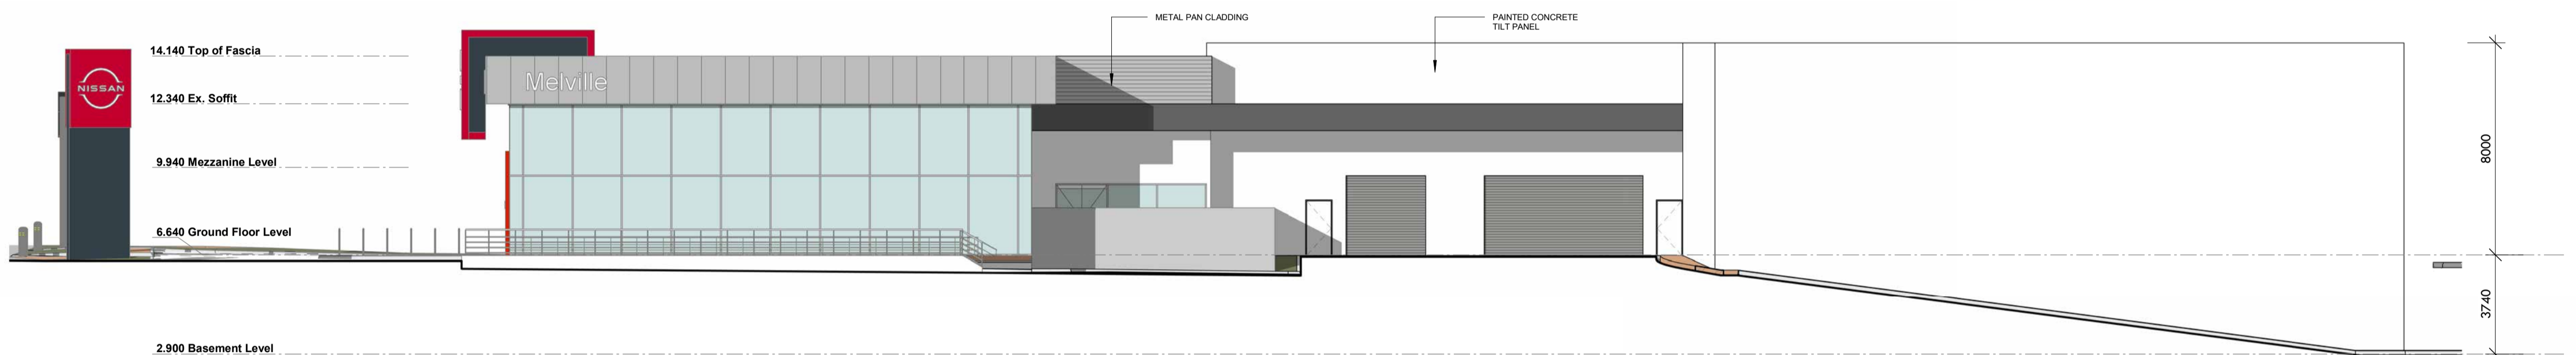 METAL PAN CLADDING
PAINTED CONCRETE
TILT PANEL
14.140 Top of Fascia
NISSAN
Melville
12.340 Ex. Soffit
9.940 Mezzanine Level
8000
6.640 Ground Floor Level
3740
2.900 Basement Level